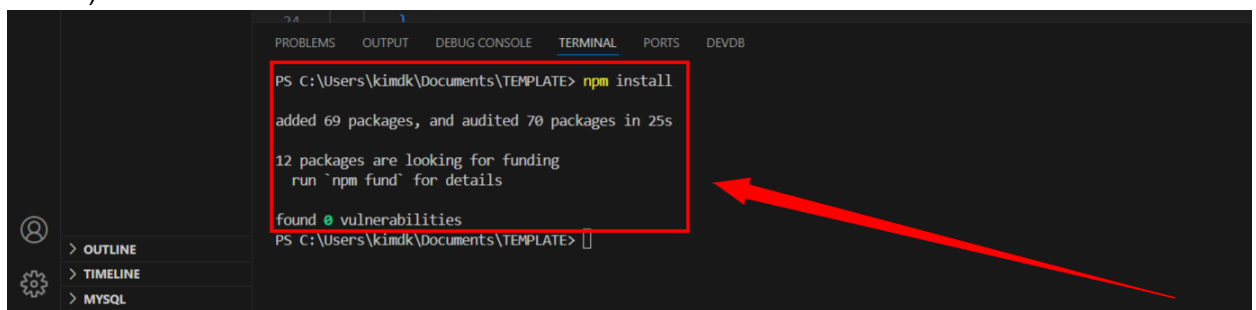 24 }
PROBLEMS OUTPUT DEBUG CONSOLE TERMINAL PORTS DEVDB
PS C:\Users\kimdk\Documents\TEMPLATE> npm install
added 69 packages, and audited 70 packages in 25s
12 packages are looking for funding
run `npm fund` for details
found 0 vulnerabilities
PS C:\Users\kimdk\Documents\TEMPLATE>
> OUTLINE
> TIMELINE
> MYSQL